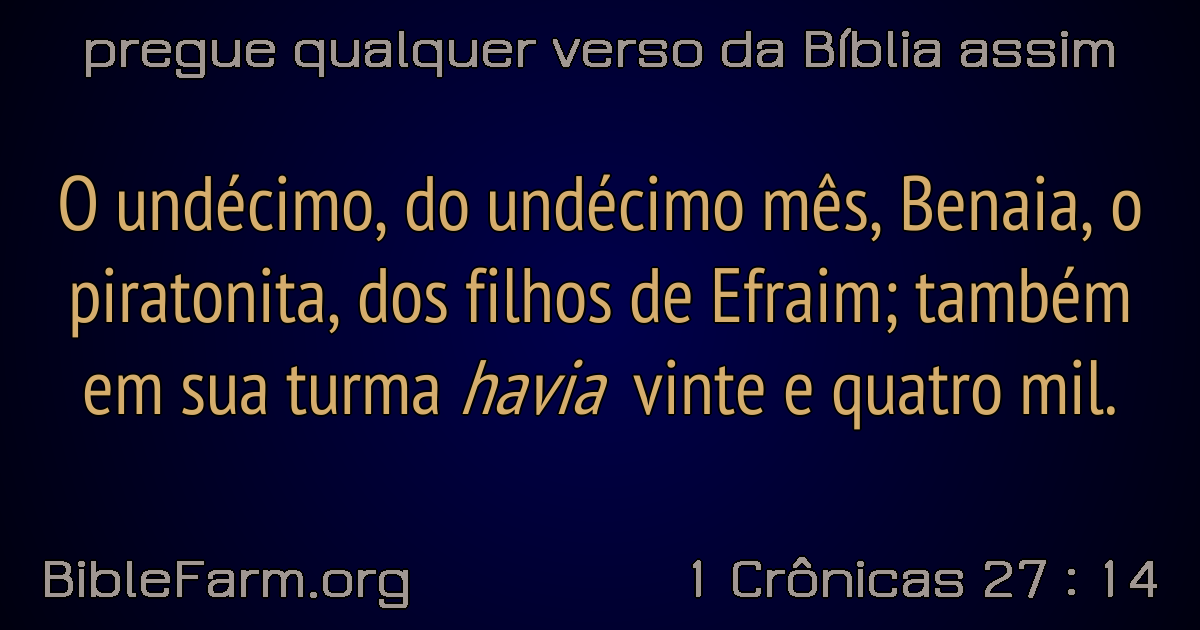 pregue qualquer verso da Bíblia assim
O undécimo, do undécimo mês, Benaia, o
piratonita, dos filhos de Efraim; também
em sua turma havia vinte e quatro mil.
BibleFarm.org
1 Crônicas 27 : 14